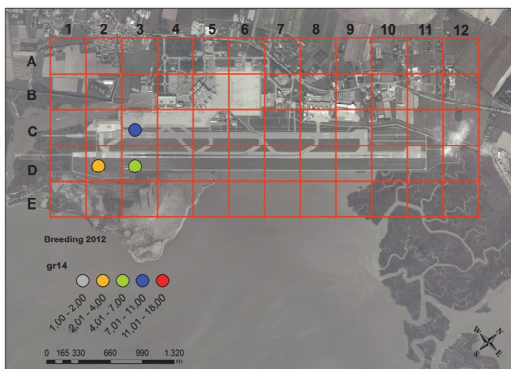 1 2 3 4 5 6 7 8 9 10 11 12
A
B
C
D
E
Breeding 2012
gr14
1,00 - 2,00
2,01 - 4,00
4,01 - 7,00
7,01 - 11,00
11,01 - 18,00
0 165 330 660 990 1.320
m
N
W
E
S